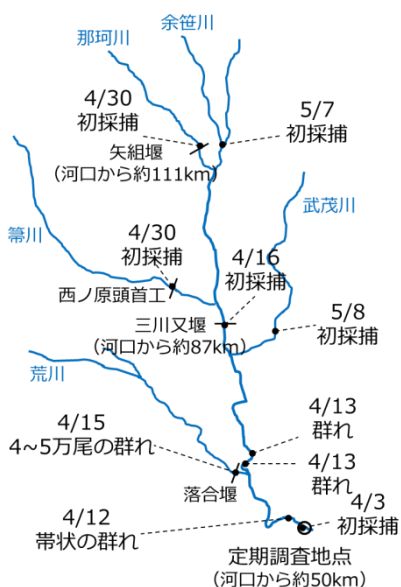 那珂川
余笹川
4/30
初採捕
5/7
初採捕
矢組堰
(河口から約111km)
武茂川
箒川
4/30
初採捕
4/16
初採捕
西ノ原頭首工
三川又堰
(河口から約87km)
5/8
初採捕
荒川
4/15
4~5万尾の群れ
4/13
群れ
4/13
群れ
落合堰
4/12
帯状の群れ
4/3
初採捕
定期調査地点
(河口から約50km)